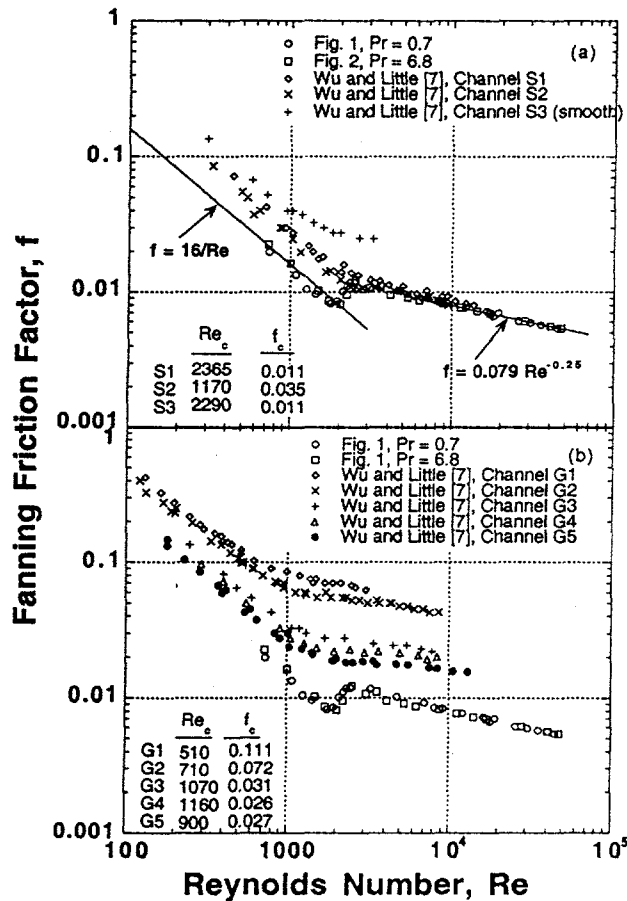 1
(a)
Fig. 1, Pr = 0.7
Fig. 2, Pr = 6.8
Wu and Little [7], Channel S1
Wu and Little [7], Channel S2
Wu and Little [7], Channel S3 (smooth)
0.1
f = 16/Re
0.01
Re_c f_c
S1 2365 0.011
S2 1170 0.035
S3 2290 0.011
f = 0.079 Re^-0.25
0.001
1
(b)
Fig. 1, Pr = 0.7
Fig. 1, Pr = 6.8
Wu and Little [7], Channel G1
Wu and Little [7], Channel G2
Wu and Little [7], Channel G3
Wu and Little [7], Channel G4
Wu and Little [7], Channel G5
0.1
0.01
Re_c f_c
G1 510 0.111
G2 710 0.072
G3 1070 0.031
G4 1160 0.026
G5 900 0.027
0.001
100 1000 10^4 10^5
Reynolds Number, Re
Fanning Friction Factor, f